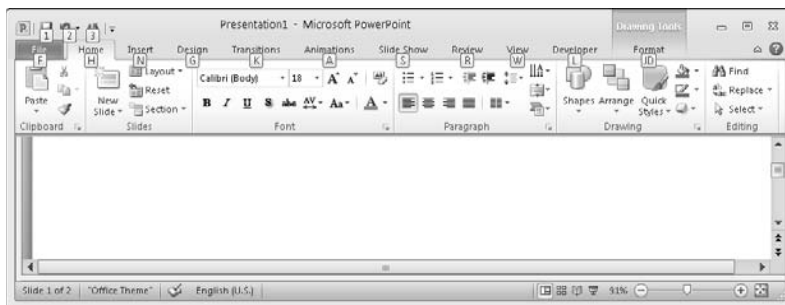 Presentation1 - Microsoft PowerPoint Drawing Tools
1 2 3
File Home Insert Design Transitions Animations Slide Show Review View Developer Format
F H N G K A S R W L JD
Layout Calibri (Body) 18 A A Find
Reset Replace
Paste New Slide Section B I U S abc AV Aa A Shapes Arrange Quick Styles Select
Clipboard Slides Font Paragraph Drawing Editing
Slide 1 of 2 "Office Theme" English (U.S.) 91%